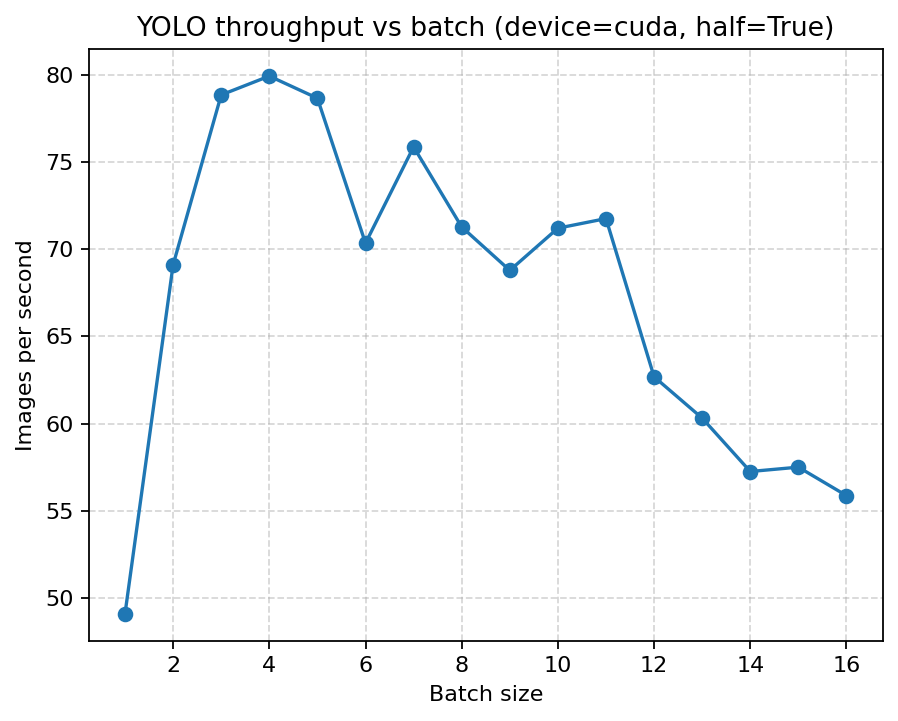 YOLO throughput vs batch (device=cuda, half=True)
80
75
70
65
60
55
50
Images per second
2 4 6 8 10 12 14 16
Batch size